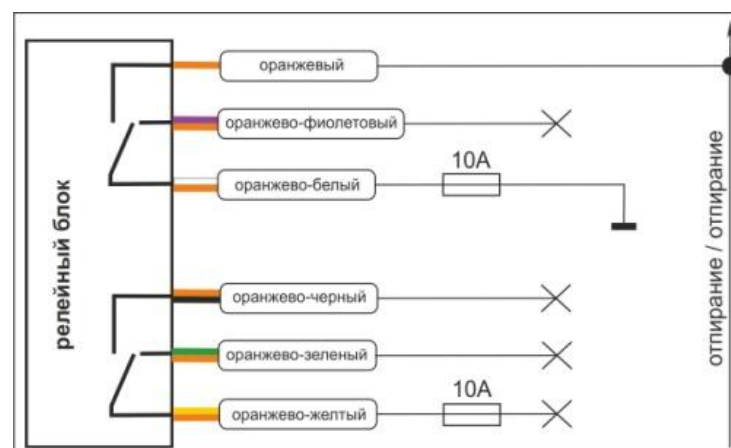 оранжевый
оранжево-фиолетовый
10А
оранжево-белый
релейный блок
оранжево-черный
оранжево-зеленый
10А
оранжево-желтый
отпирание / отпирание